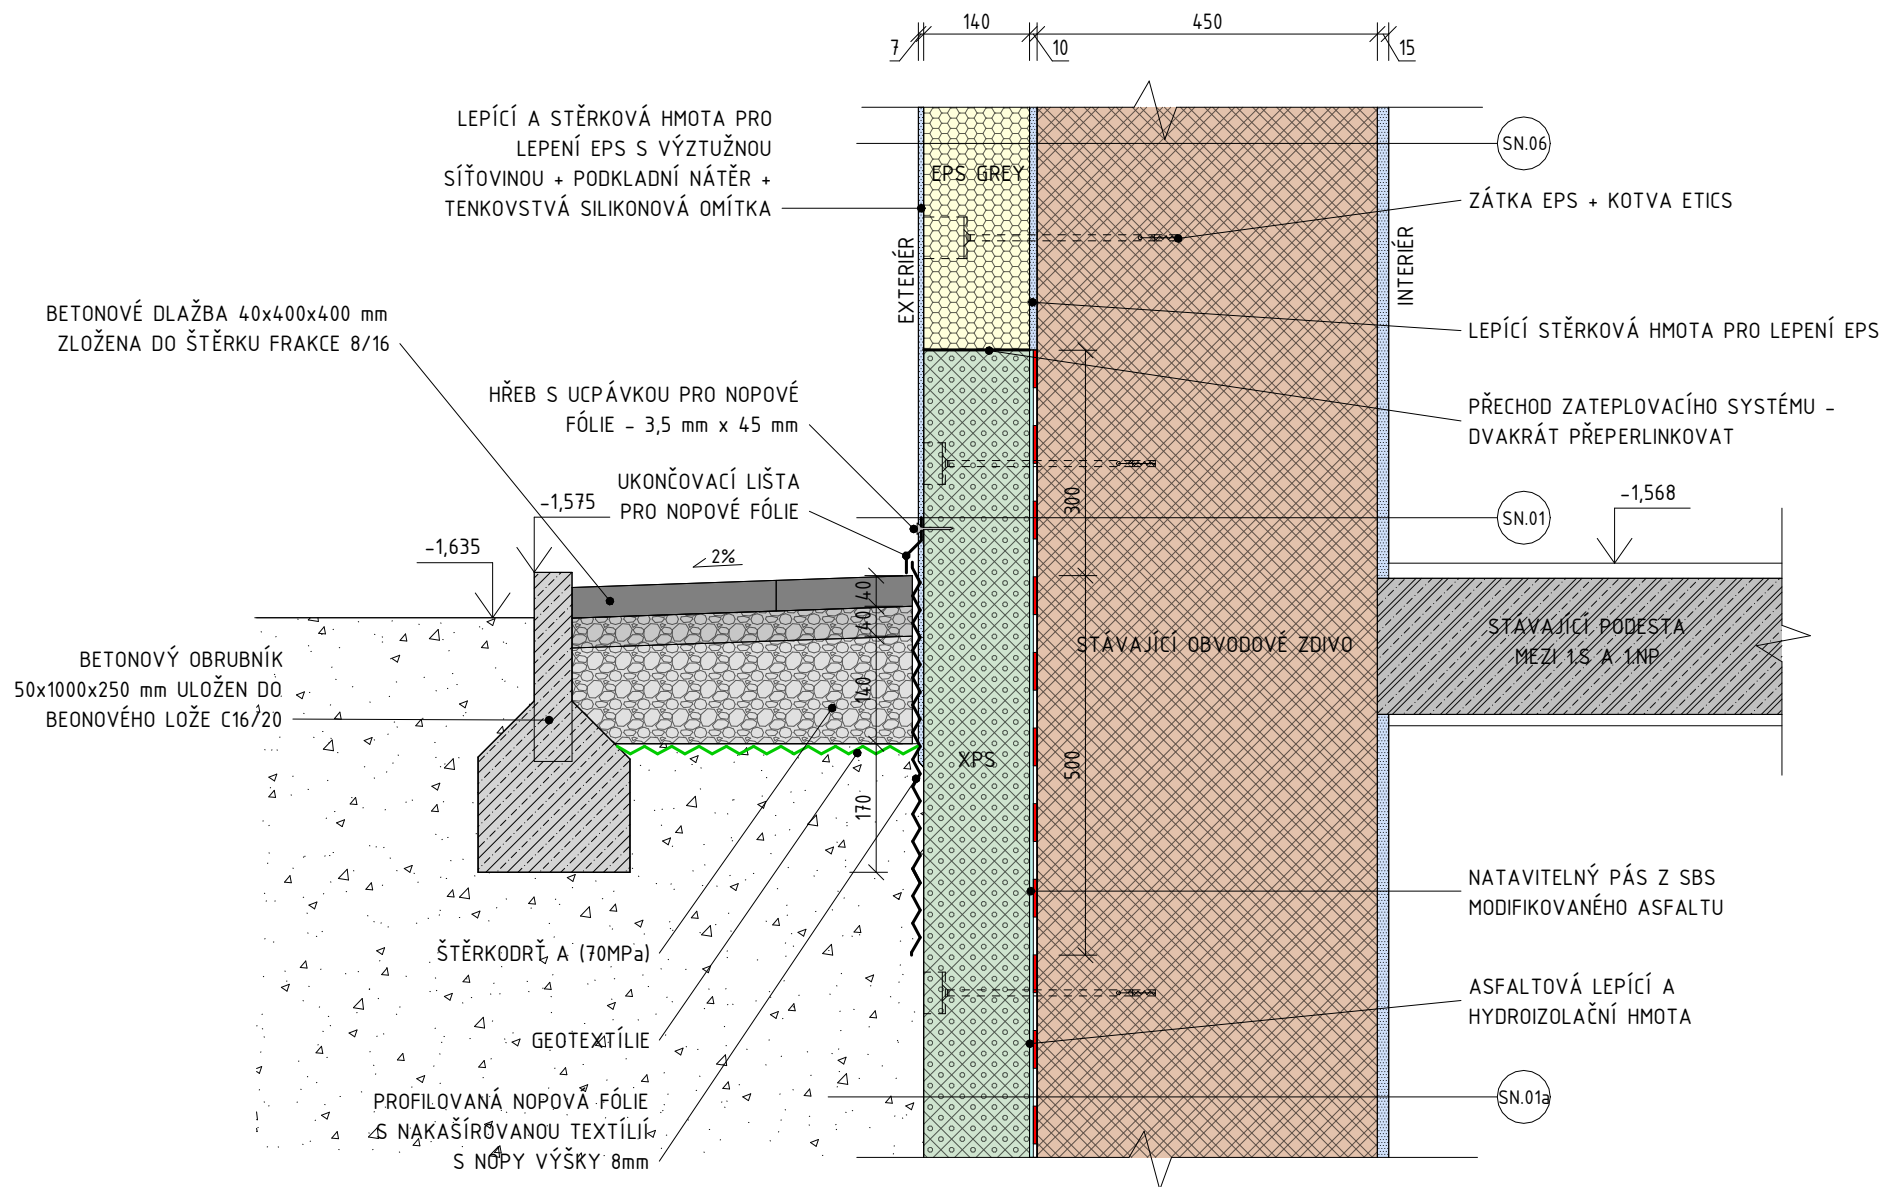 140
450
7
10
15
LEPÍCÍ A STĚRKOVÁ HMOTA PRO
LEPENÍ EPS S VÝZTUŽNOU
SÍŤOVINOU + PODKLADNÍ NÁTĚR +
TENKOVSTVÁ SILIKONOVÁ OMÍTKA
EPS GREY
EXTERIÉR
INTERIÉR
SN.06
ZÁTKA EPS + KOTVA ETICS
LEPÍCÍ STĚRKOVÁ HMOTA PRO LEPENÍ EPS
PŘECHOD ZATEPLOVACÍHO SYSTÉMU -
DVAKRÁT PŘEPERLINKOVAT
BETONOVÉ DLAŽBA 40x400x400 mm
ZLOŽENA DO ŠTĚRKU FRAKCE 8/16
HŘEB S UCPÁVKOU PRO NOPOVÉ
FÓLIE - 3,5 mm x 45 mm
UKONČOVACÍ LIŠTA
PRO NOPOVÉ FÓLIE
-1,575
-1,635
2%
300
SN.01
-1,568
40
40
140
170
500
STÁVAJÍCÍ OBVODOVÉ ZDIVO
STÁVAJÍCÍ PODESTA
MEZI 1.S A 1.NP
BETONOVÝ OBRUBNÍK
50x1000x250 mm ULOŽEN DO
BEONOVÉHO LOŽE C16/20
XPS
NATAVITELNÝ PÁS Z SBS
MODIFIKOVANÉHO ASFALTU
ASFALTOVÁ LEPÍCÍ A
HYDROIZOLAČNÍ HMOTA
ŠTĚRKODRŤ A (70MPa)
GEOTEXTÍLIE
PROFILOVANÁ NOPOVÁ FÓLIE
S NAKAŠÍROVANOU TEXTÍLIÍ
S NOPY VÝŠKY 8mm
SN.01a